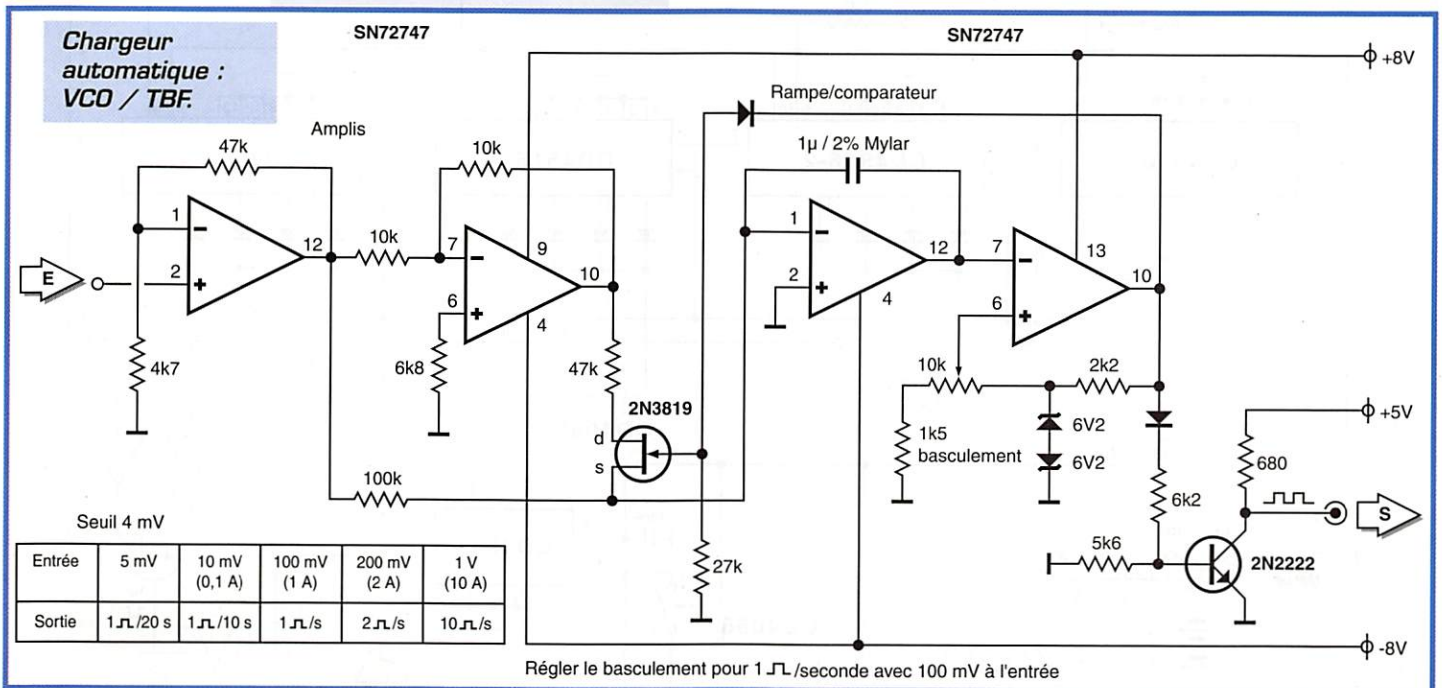 Chargeur
automatique :
VCO / TBF.
SN72747
SN72747
+8V
Rampe/comparateur
Amplis
1µ / 2% Mylar
47k
10k
1
12
10k
7
9
2
E
10
6
4
4k7
6k8
47k
1
12
7
13
2
4
6
10
2N3819
d
s
10k
2k2
1k5
basculement
6V2
6V2
+5V
680
6k2
S
100k
27k
5k6
2N2222
-8V
Seuil 4 mV
Entrée 5 mV 10 mV (0,1 A) 100 mV (1 A) 200 mV (2 A) 1 V (10 A)
Sortie 1⎍/20 s 1⎍/10 s 1⎍/s 2⎍/s 10⎍/s
Régler le basculement pour 1 ⎍/seconde avec 100 mV à l'entrée